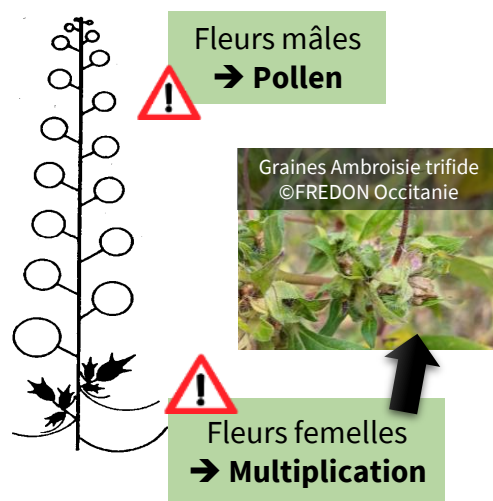 Fleurs mâles
➔ Pollen
Graines Ambroisie trifide
©FREDON Occitanie
Fleurs femelles
➔ Multiplication